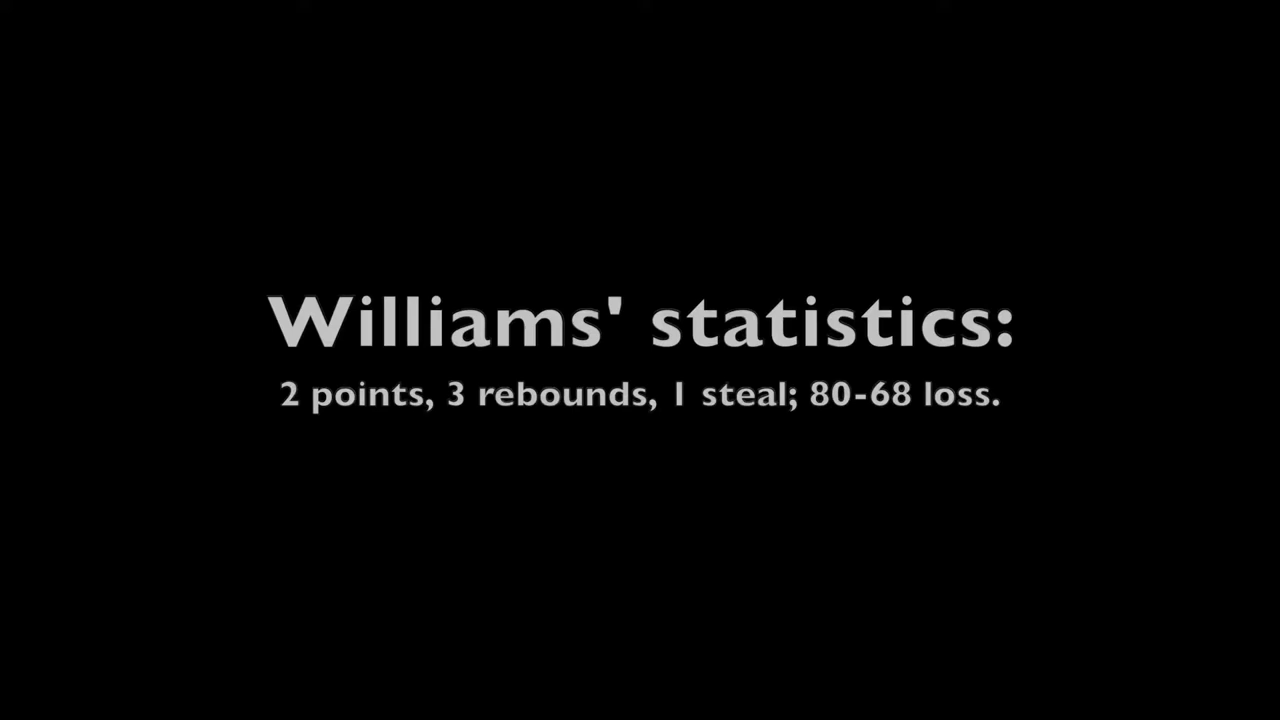 Williams' statistics:
2 points, 3 rebounds, 1 steal; 80-68 loss.